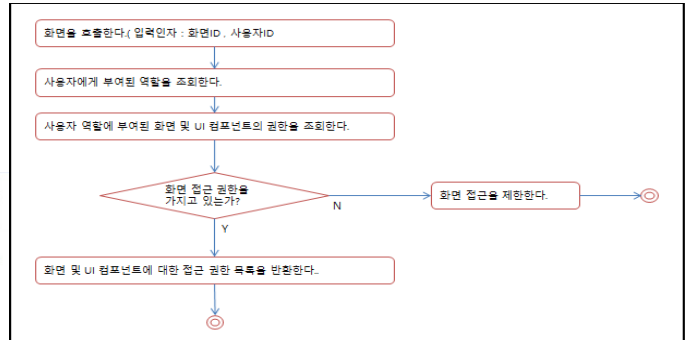 화면을 호출한다.( 입력인자 : 화면ID , 사용자ID
사용자에게 부여된 역할을 조회한다.
사용자 역할에 부여된 화면 및 UI 컴포넌트의 권한을 조회한다.
화면 접근 권한을
가지고 있는가?
N
화면 접근을 제한한다.
Y
화면 및 UI 컴포넌트에 대한 접근 권한 목록을 반환한다..